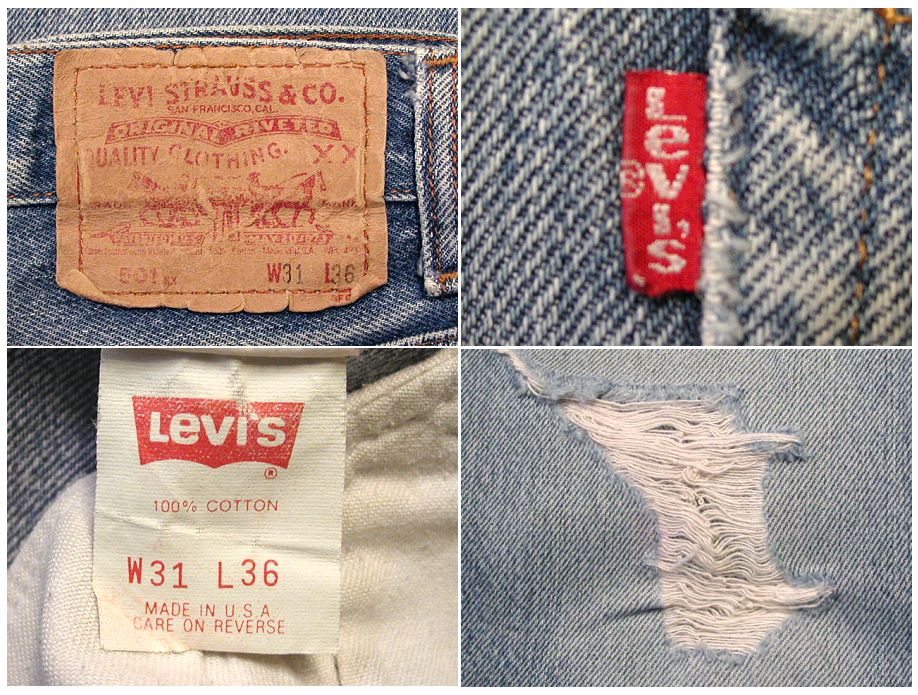 LEVI STRAUSS & CO.
SAN FRANCISCO, CAL.
ORIGINAL RIVETED
QUALITY CLOTHING. XX
501 XX W31 L36
Levi's
®
Levi's
®
100% COTTON
W31 L36
MADE IN U.S.A
CARE ON REVERSE